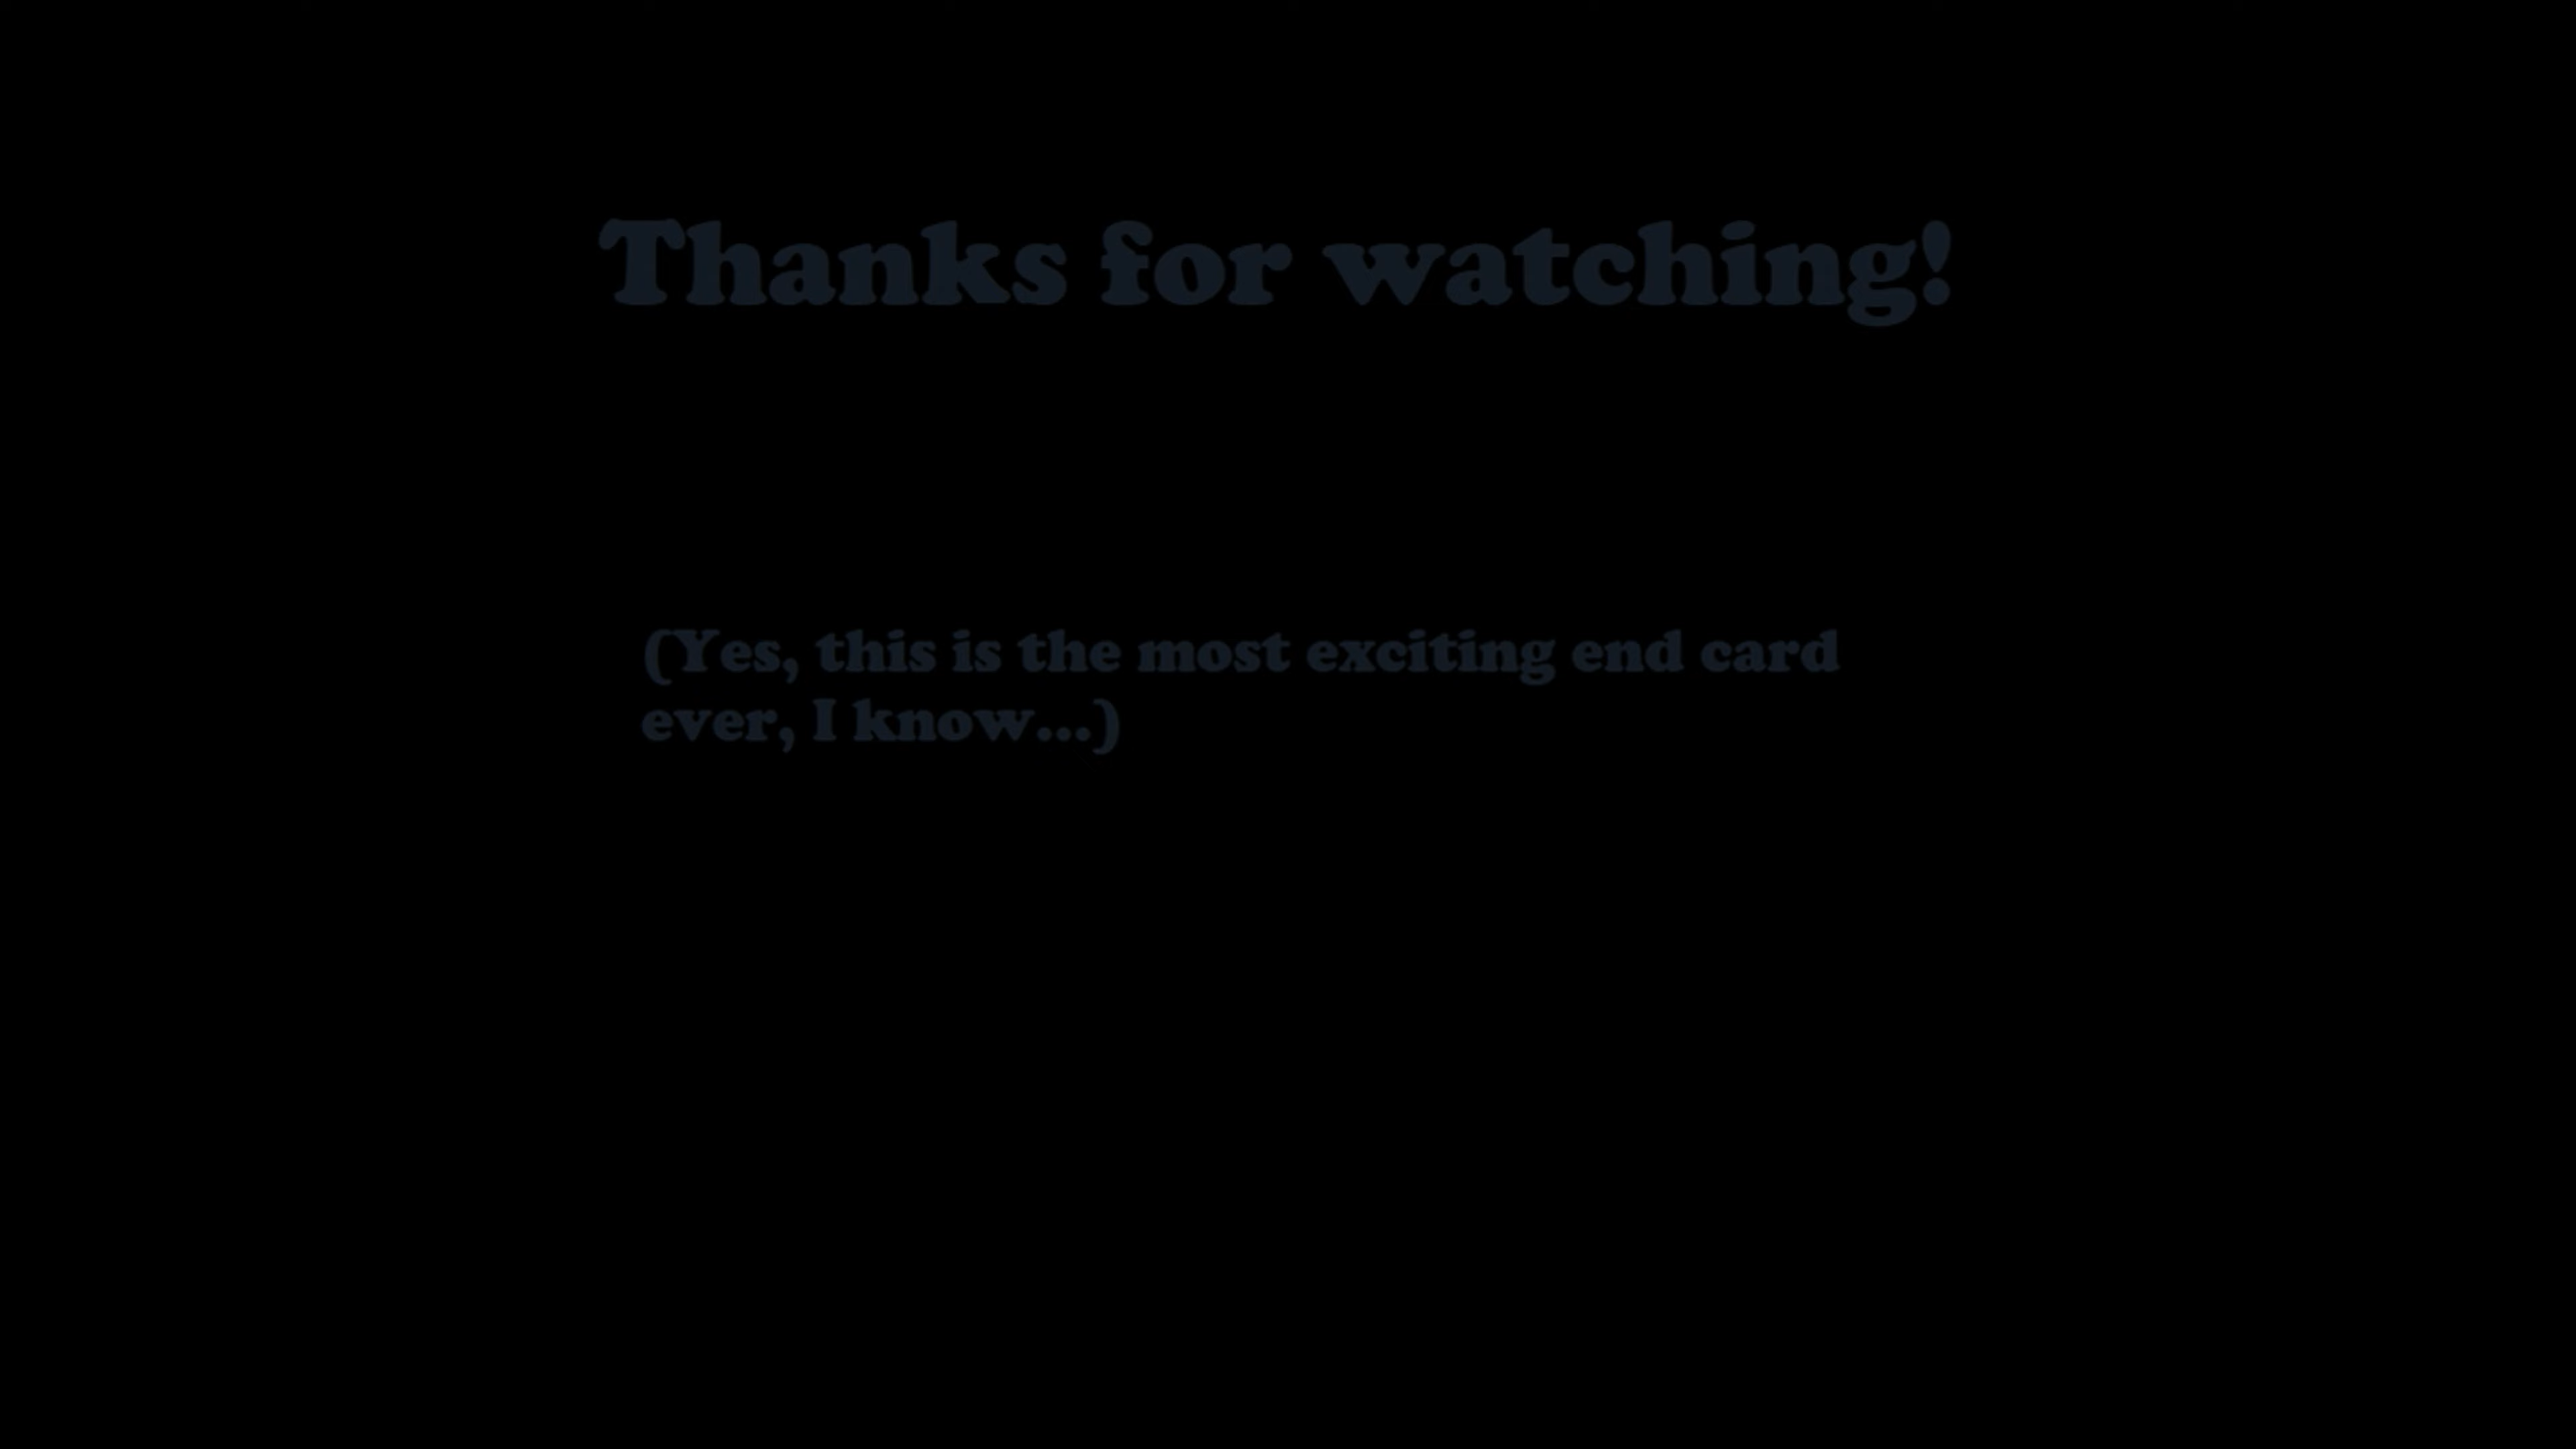 Thanks for watching!
(Yes, this is the most exciting end card
ever, I know...)